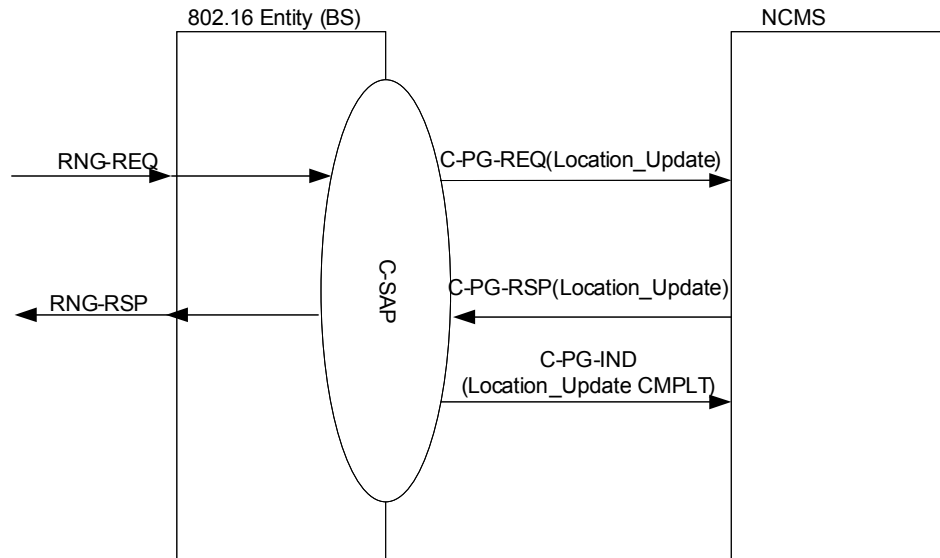 802.16 Entity (BS)
NCMS
RNG-REQ
C-PG-REQ(Location_Update)
C-SAP
C-PG-RSP(Location_Update)
RNG-RSP
C-PG-IND
(Location_Update CMPLT)